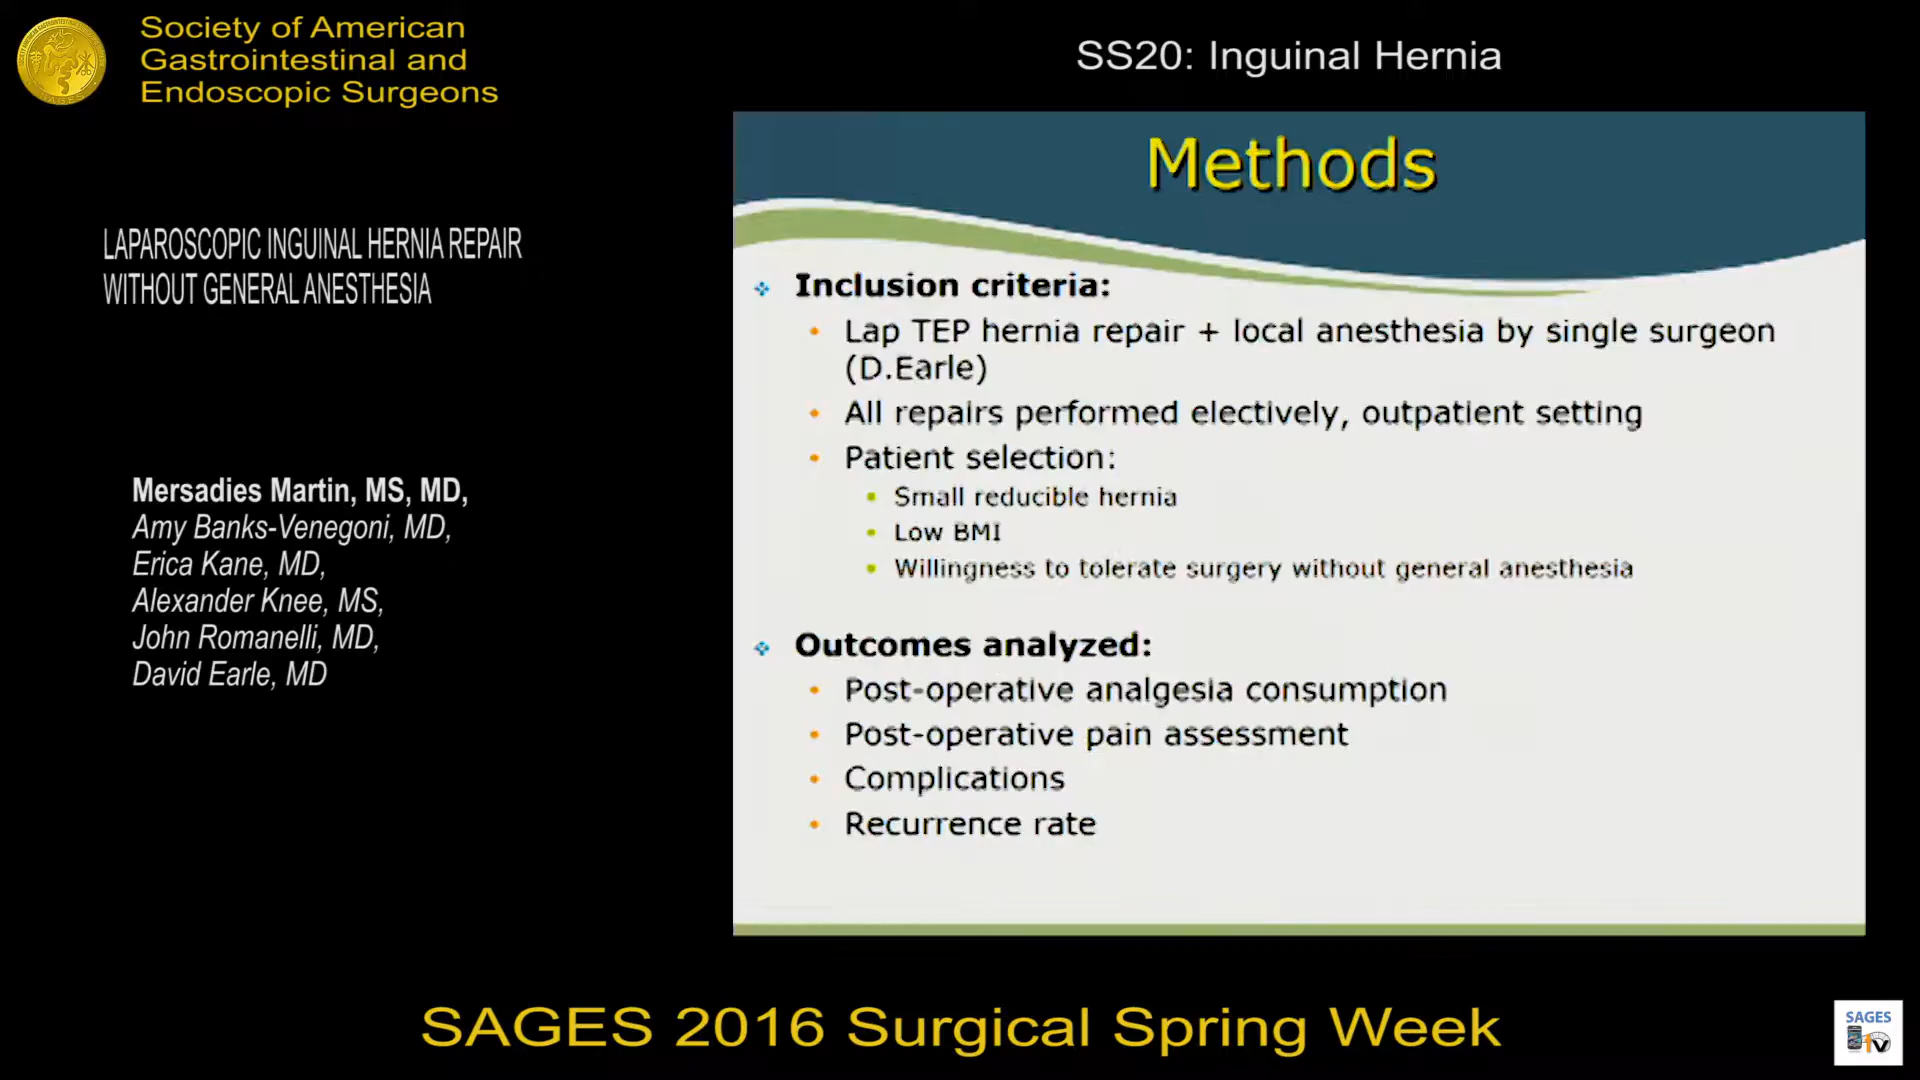 Society of American
Gastrointestinal and
Endoscopic Surgeons
SS20: Inguinal Hernia
LAPAROSCOPIC INGUINAL HERNIA REPAIR
WITHOUT GENERAL ANESTHESIA
Mersadies Martin, MS, MD,
Amy Banks-Venegoni, MD,
Erica Kane, MD,
Alexander Knee, MS,
John Romanelli, MD,
David Earle, MD
Methods
Inclusion criteria:
Lap TEP hernia repair + local anesthesia by single surgeon
(D.Earle)
All repairs performed electively, outpatient setting
Patient selection:
Small reducible hernia
Low BMI
Willingness to tolerate surgery without general anesthesia
Outcomes analyzed:
Post-operative analgesia consumption
Post-operative pain assessment
Complications
Recurrence rate
SAGES 2016 Surgical Spring Week
SAGES
TV